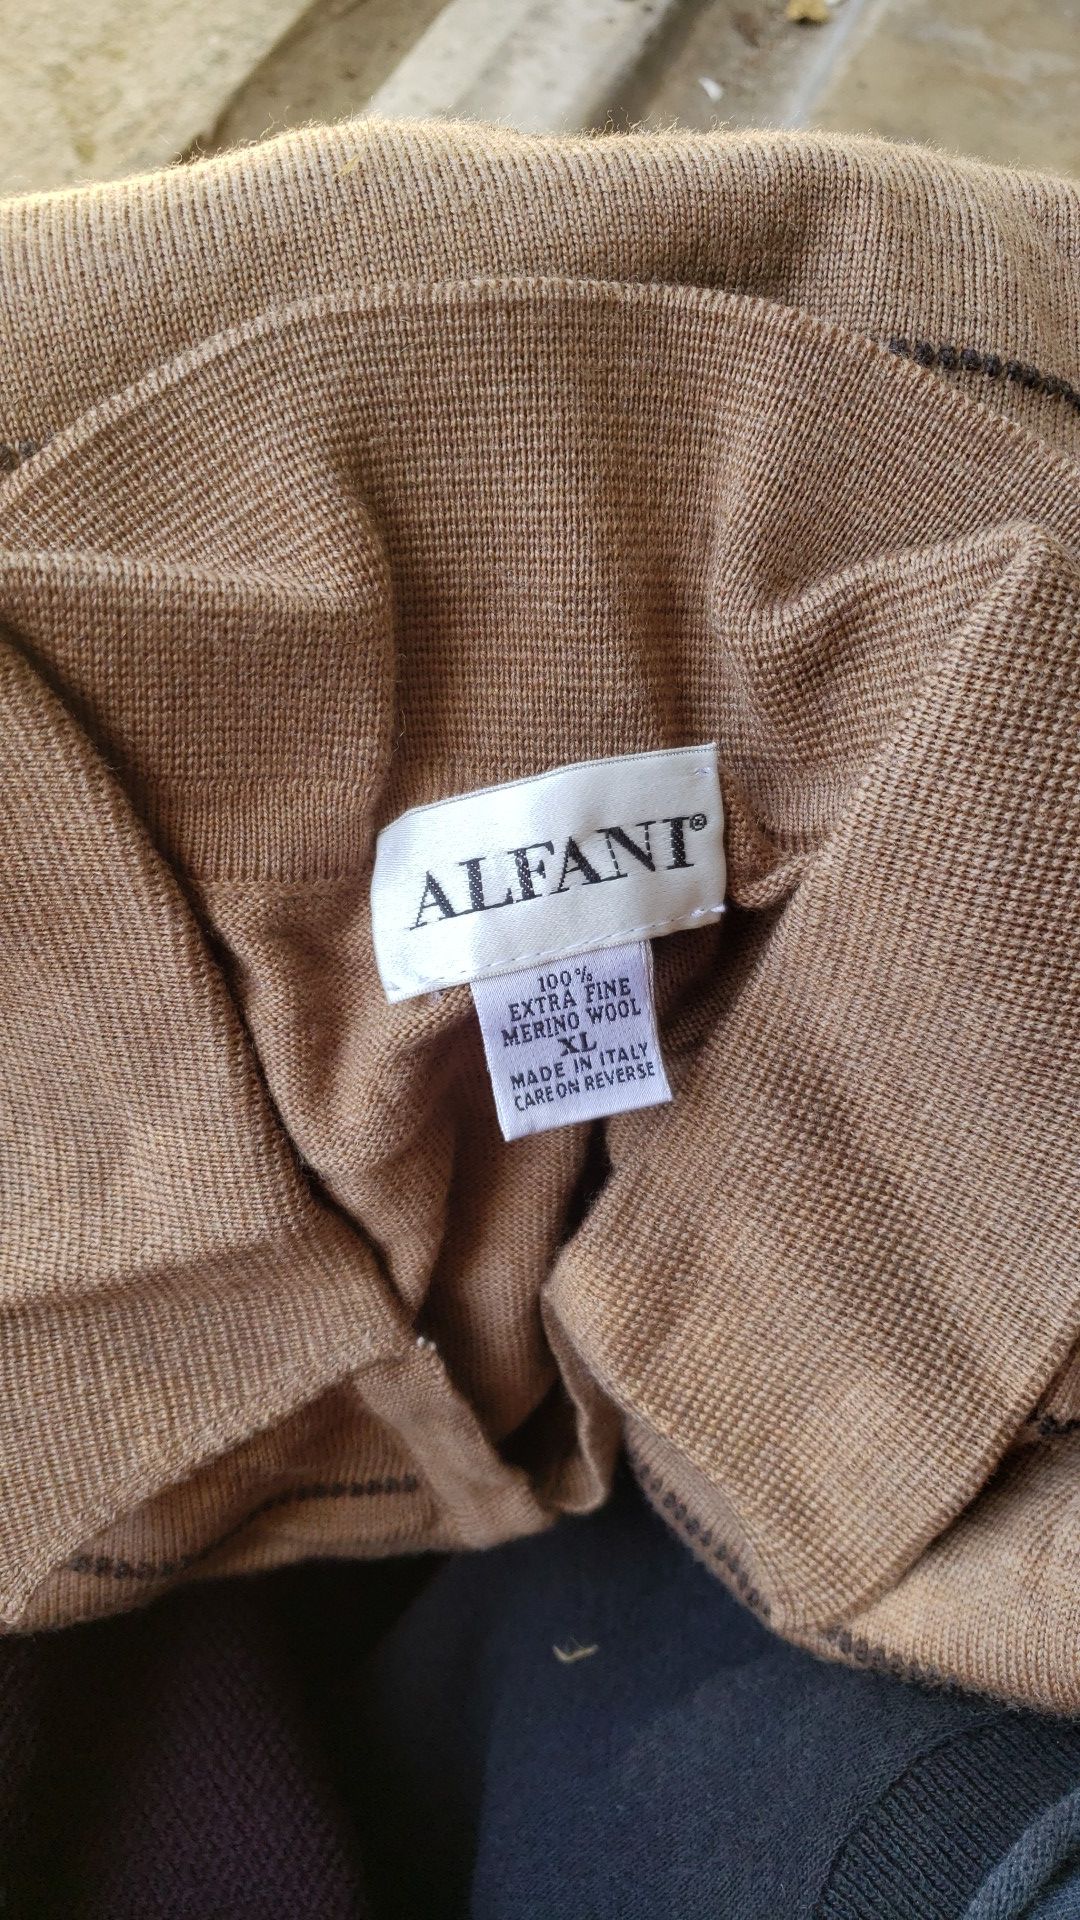 ALFANI®
100%
EXTRA FINE
MERINO WOOL
XL
MADE IN ITALY
CARE ON REVERSE